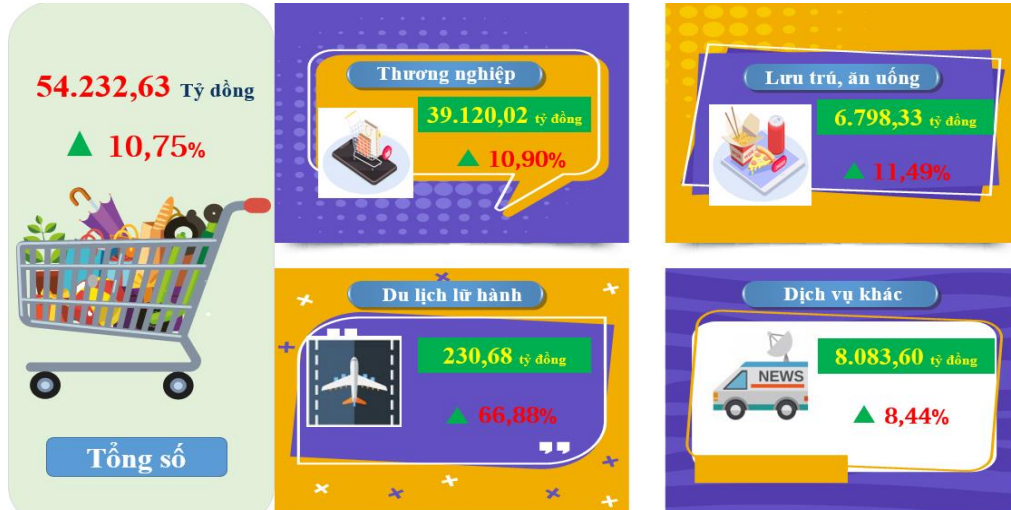 54.232,63 Tỷ đồng
▲ 10,75%
Tổng số
Thương nghiệp
39.120,02 tỷ đồng
▲ 10,90%
Lưu trú, ăn uống
6.798,33 tỷ đồng
▲ 11,49%
Du lịch lữ hành
230,68 tỷ đồng
▲ 66,88%
Dịch vụ khác
8.083,60 tỷ đồng
NEWS
▲ 8,44%